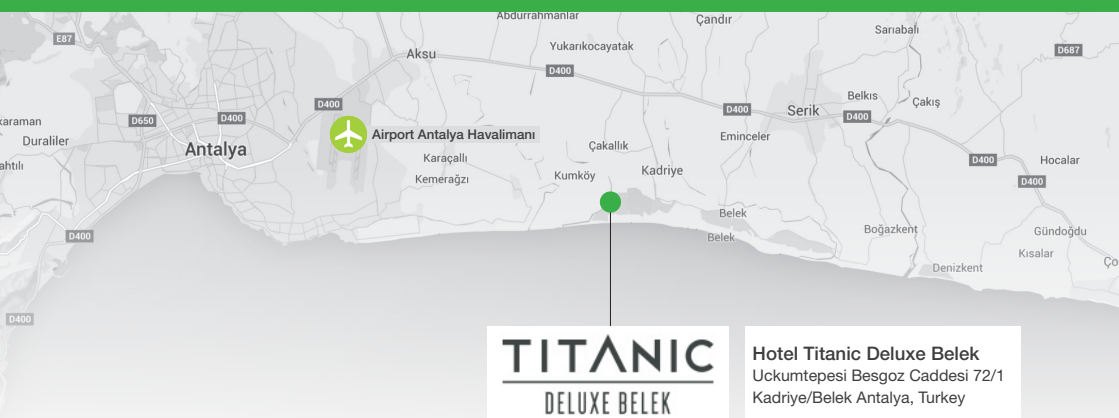 Abdurrahmanlar
Çandır
Sarıabalı
E87
Aksu
Yukarıkocayatak
D687
D400
D400
Belkıs
Çakış
D400
Serik
D400
karaman
D650
D400
Airport Antalya Havalimanı
Eminceler
Duraliler
Antalya
Karaçallı
Çakallık
D400
Hocalar
ahtılı
Kemerağzı
Kumköy
Kadriye
D400
Belek
D400
Belek
Boğazkent
Gündoğdu
Kısalar
Ço
Denizkent
D400
TITANIC
DELUXE BELEK
Hotel Titanic Deluxe Belek
Uckumtepesi Besgoz Caddesi 72/1
Kadriye/Belek Antalya, Turkey